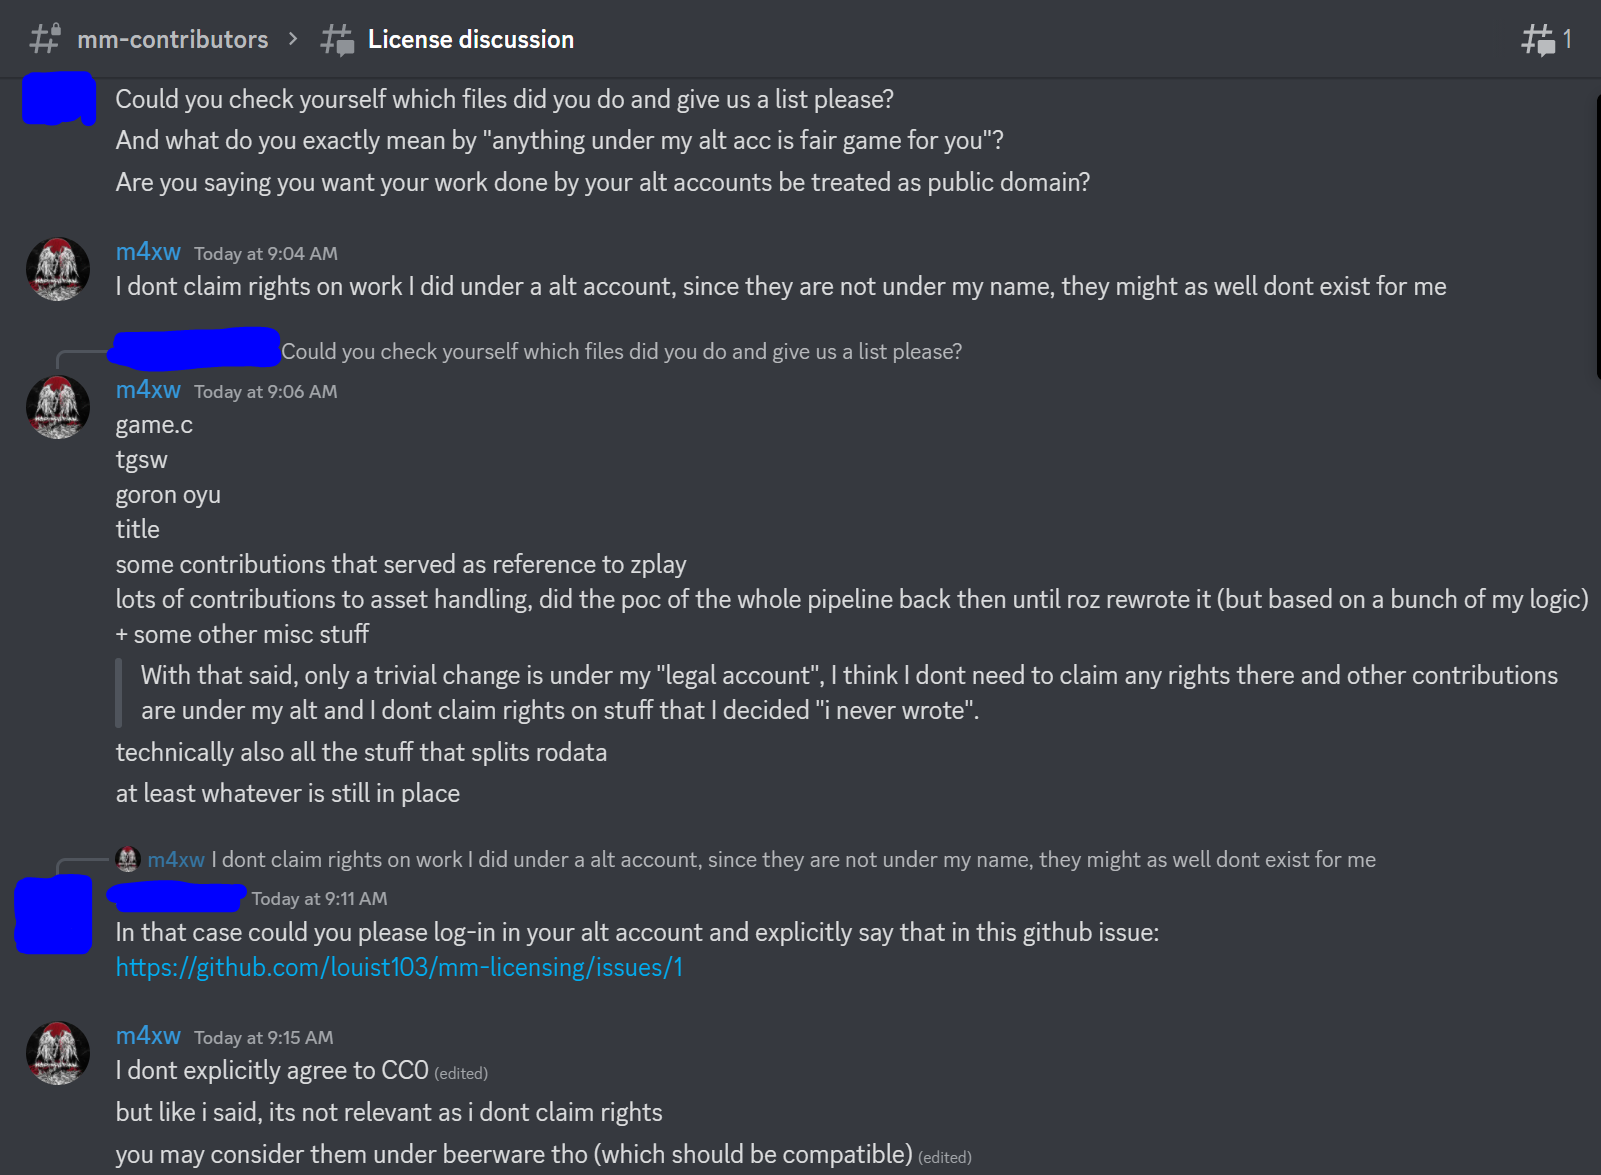 mm-contributors > License discussion 1
Could you check yourself which files did you do and give us a list please?
And what do you exactly mean by "anything under my alt acc is fair game for you"?
Are you saying you want your work done by your alt accounts be treated as public domain?
m4xw Today at 9:04 AM
I dont claim rights on work I did under a alt account, since they are not under my name, they might as well dont exist for me
Could you check yourself which files did you do and give us a list please?
m4xw Today at 9:06 AM
game.c
tgsw
goron oyu
title
some contributions that served as reference to zplay
lots of contributions to asset handling, did the poc of the whole pipeline back then until roz rewrote it (but based on a bunch of my logic)
+ some other misc stuff
With that said, only a trivial change is under my "legal account", I think I dont need to claim any rights there and other contributions
are under my alt and I dont claim rights on stuff that I decided "i never wrote".
technically also all the stuff that splits rodata
at least whatever is still in place
m4xw I dont claim rights on work I did under a alt account, since they are not under my name, they might as well dont exist for me
Today at 9:11 AM
In that case could you please log-in in your alt account and explicitly say that in this github issue:
https://github.com/louist103/mm-licensing/issues/1
m4xw Today at 9:15 AM
I dont explicitly agree to CC0 (edited)
but like i said, its not relevant as i dont claim rights
you may consider them under beerware tho (which should be compatible) (edited)